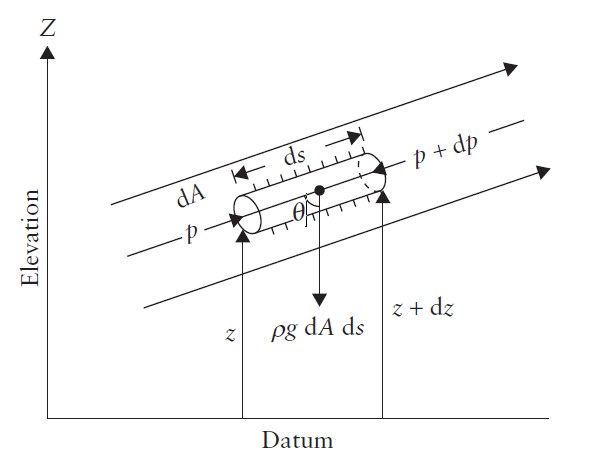 Z
ds
p + dp
dA
θ
p
Elevation
z + dz
z
ρg dA ds
Datum